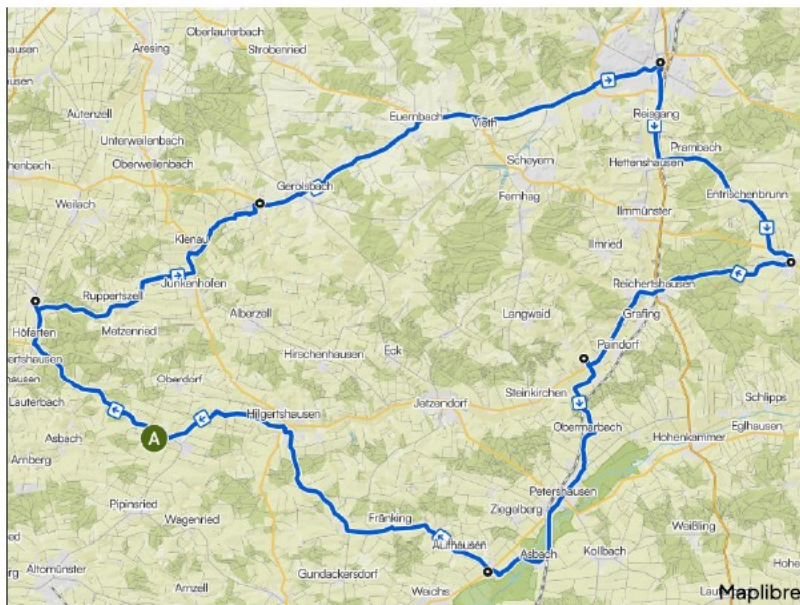 Oberlauterbach
Aresing
Strobenried
Autenzell
Euernbach
Vieth
Reisgang
Unterweilenbach
Prambach
Oberweilenbach
Scheyern
Hettenshausen
Gerolsbach
Entrischenbrunn
Weilach
Fernhag
Ilmmünster
Klenau
Ilmried
Junkenhofen
Reichertshausen
Ruppertszell
Alberzell
Langwaid
Grafing
Höfarten
Metzenried
Paindorf
Hirschenhausen
Eck
Oberdorf
Steinkirchen
Lauterbach
Jetzendorf
Schlipps
Hilgertshausen
Obermarbach
Eglhausen
Asbach
A
Hohenkammer
Amberg
Petershausen
Pipinsried
Ziegelberg
Wagenried
Fränking
Weißling
Aufhausen
Asbach
Kollbach
Altomünster
Gundackersdorf
Arnzell
Weichs
Maplibre